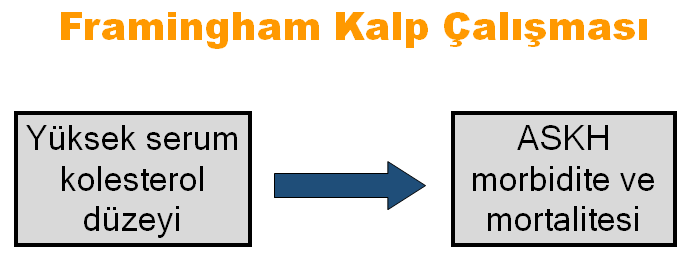 Framingham Kalp Çalışması
Yüksek serum
kolesterol
düzeyi
ASKH
morbidite ve
mortalitesi